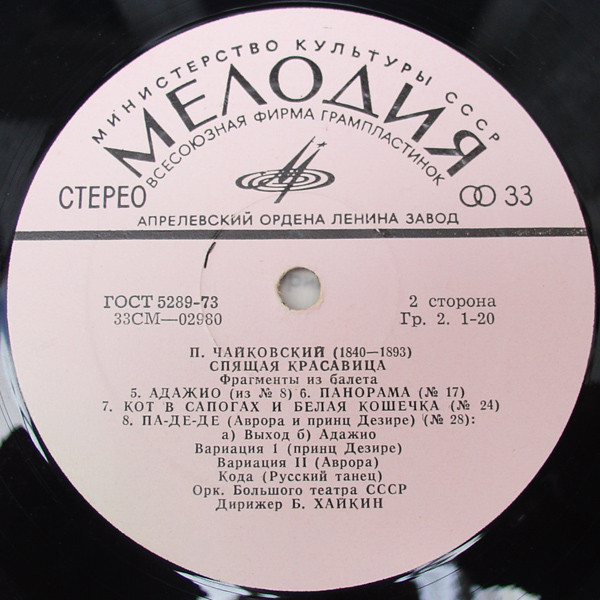 МИНИСТЕРСТВО КУЛЬТУРЫ СССР
МЕЛОДИЯ
ВСЕСОЮЗНАЯ ФИРМА ГРАМПЛАСТИНОК
СТЕРЕО 33
АПРЕЛЕВСКИЙ ОРДЕНА ЛЕНИНА ЗАВОД
ГОСТ 5289-73 2 сторона
33СМ—02980 Гр. 2. 1-20
П. ЧАЙКОВСКИЙ (1840—1893)
СПЯЩАЯ КРАСАВИЦА
Фрагменты из балета
5. АДАЖИО (из № 8) 6. ПАНОРАМА (№ 17)
7. КОТ В САПОГАХ И БЕЛАЯ КОШЕЧКА (№ 24)
8. ПА-ДЕ-ДЕ (Аврора и принц Дезире) (№ 28):
а) Выход б) Адажио
Вариация 1 (принц Дезире)
Вариация II (Аврора)
Кода (Русский танец)
Орк. Большого театра СССР
Дирижер Б. ХАЙКИН